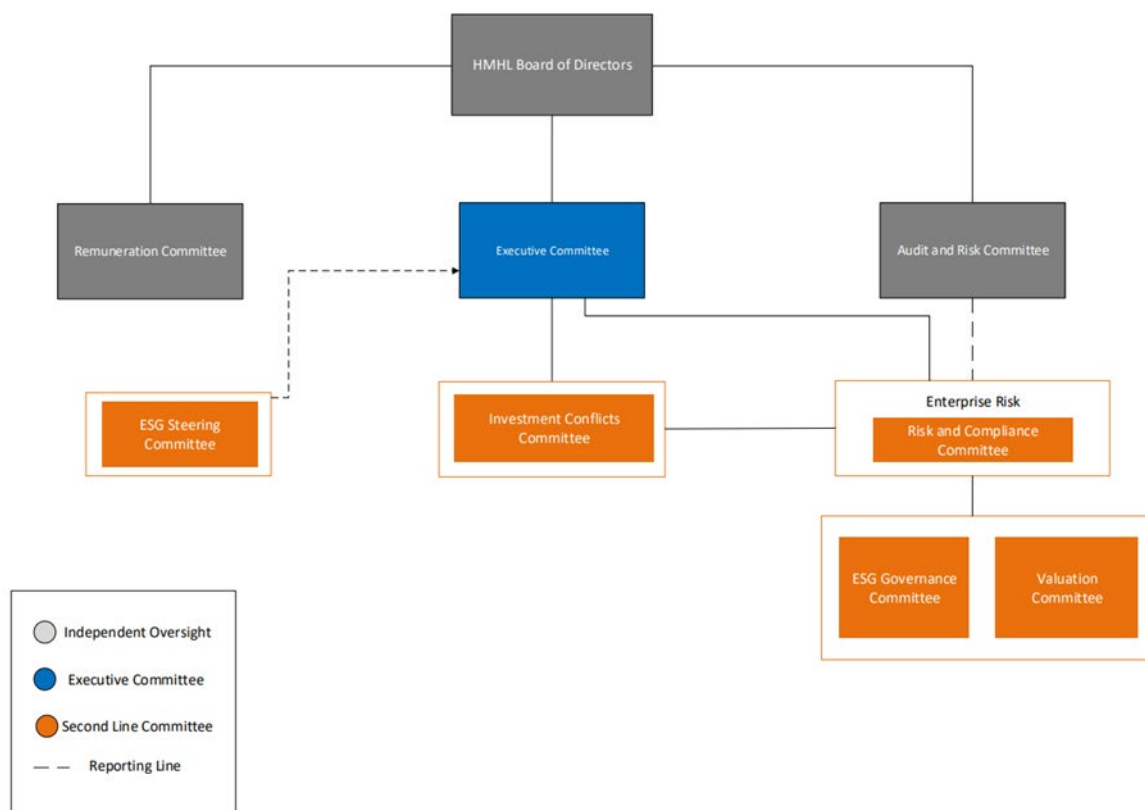 HMHL Board of Directors
Remuneration Committee
Executive Committee
Audit and Risk Committee
ESG Steering
Committee
Investment Conflicts
Committee
Enterprise Risk
Risk and Compliance
Committee
ESG Governance
Committee
Valuation
Committee
Independent Oversight
Executive Committee
Second Line Committee
Reporting Line